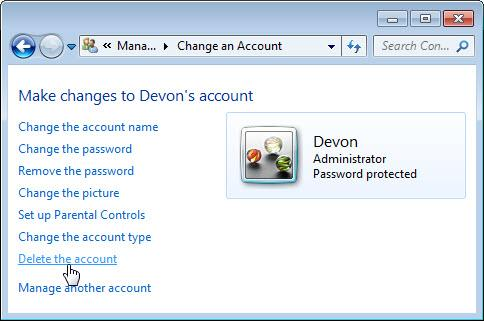 « Mana... ▸ Change an Account
Search Con...
Make changes to Devon's account
Change the account name
Change the password
Remove the password
Change the picture
Set up Parental Controls
Change the account type
Delete the account
Manage another account
Devon
Administrator
Password protected